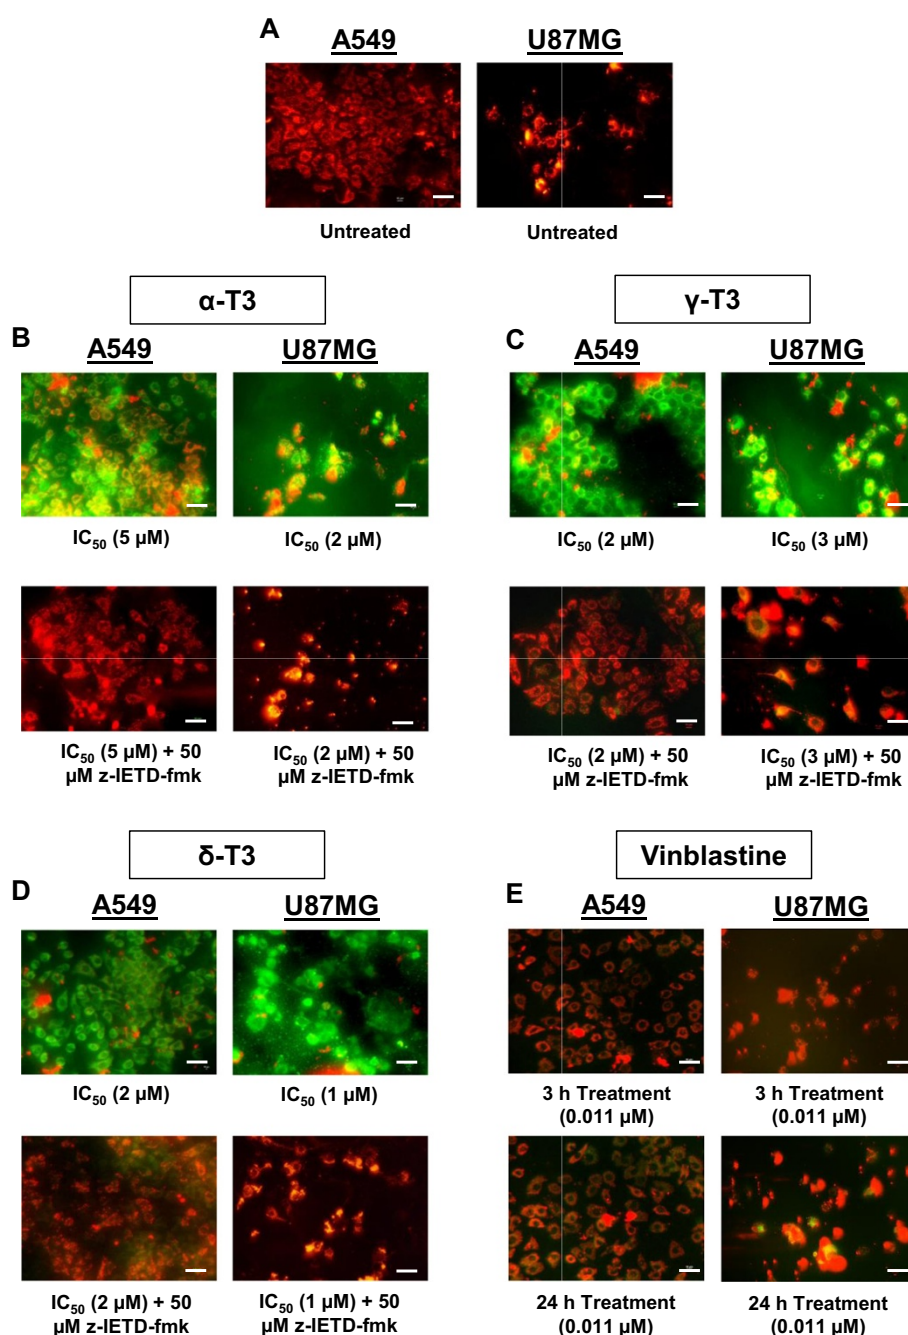 A
A549 U87MG
Untreated Untreated
α-T3
B
A549 U87MG
IC50 (5 µM) IC50 (2 µM)
IC50 (5 µM) + 50
µM z-IETD-fmk
IC50 (2 µM) + 50
µM z-IETD-fmk
γ-T3
C
A549 U87MG
IC50 (2 µM) IC50 (3 µM)
IC50 (2 µM) + 50
µM z-IETD-fmk
IC50 (3 µM) + 50
µM z-IETD-fmk
δ-T3
D
A549 U87MG
IC50 (2 µM) IC50 (1 µM)
IC50 (2 µM) + 50
µM z-IETD-fmk
IC50 (1 µM) + 50
µM z-IETD-fmk
Vinblastine
E
A549 U87MG
3 h Treatment
(0.011 µM)
3 h Treatment
(0.011 µM)
24 h Treatment
(0.011 µM)
24 h Treatment
(0.011 µM)